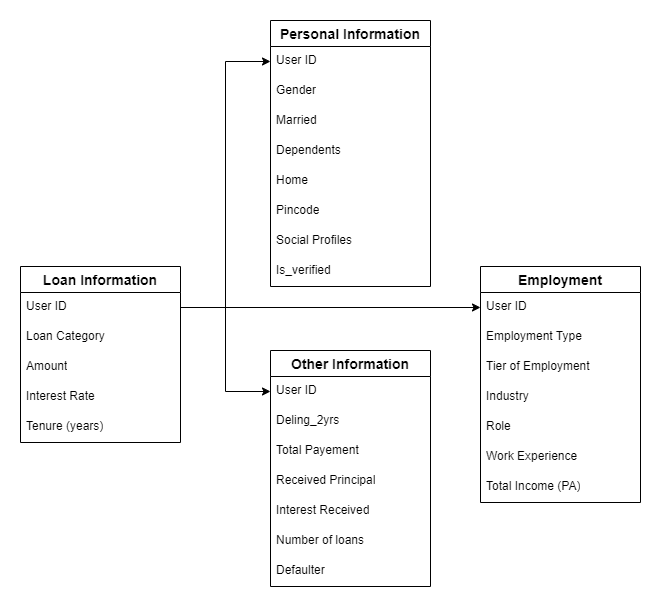 Personal Information
User ID
Gender
Married
Dependents
Home
Pincode
Social Profiles
Is_verified
Loan Information
User ID
Loan Category
Amount
Interest Rate
Tenure (years)
Other Information
User ID
Delinq_2yrs
Total Payement
Received Principal
Interest Received
Number of loans
Defaulter
Employment
User ID
Employment Type
Tier of Employment
Industry
Role
Work Experience
Total Income (PA)